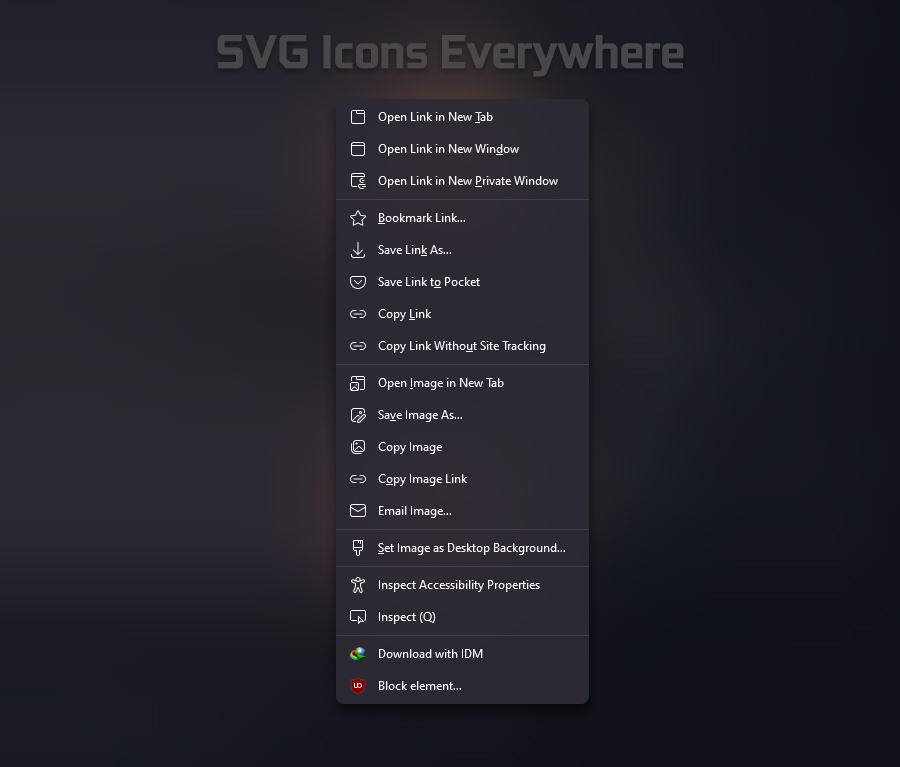 SVG Icons Everywhere
Open Link in New Tab
Open Link in New Window
Open Link in New Private Window
Bookmark Link...
Save Link As...
Save Link to Pocket
Copy Link
Copy Link Without Site Tracking
Open Image in New Tab
Save Image As...
Copy Image
Copy Image Link
Email Image...
Set Image as Desktop Background...
Inspect Accessibility Properties
Inspect (Q)
Download with IDM
UO Block element...